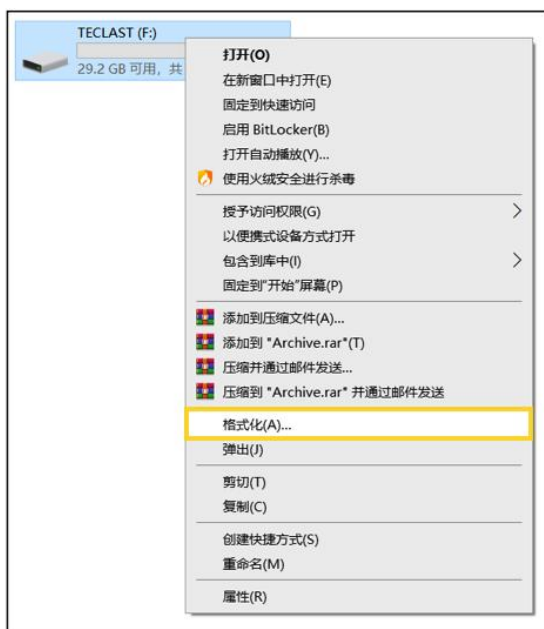 TECLAST (F:)
29.2 GB 可用, 共
打开(O)
在新窗口中打开(E)
固定到快速访问
启用 BitLocker(B)
打开自动播放(Y)...
使用火绒安全进行杀毒
授予访问权限(G)
以便携式设备方式打开
包含到库中(I)
固定到"开始"屏幕(P)
添加到压缩文件(A)...
添加到 "Archive.rar"(T)
压缩并通过邮件发送...
压缩到 "Archive.rar" 并通过邮件发送
格式化(A)...
弹出(J)
剪切(T)
复制(C)
创建快捷方式(S)
重命名(M)
属性(R)